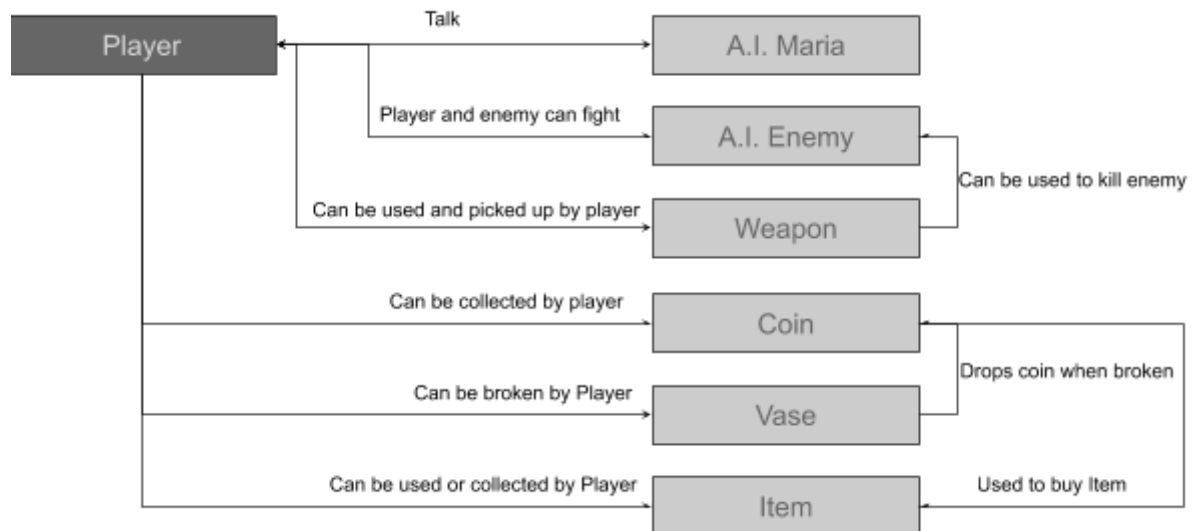 Talk
Player
A.I. Maria
Player and enemy can fight
A.I. Enemy
Can be used to kill enemy
Can be used and picked up by player
Weapon
Can be collected by player
Coin
Drops coin when broken
Can be broken by Player
Vase
Can be used or collected by Player
Item
Used to buy Item